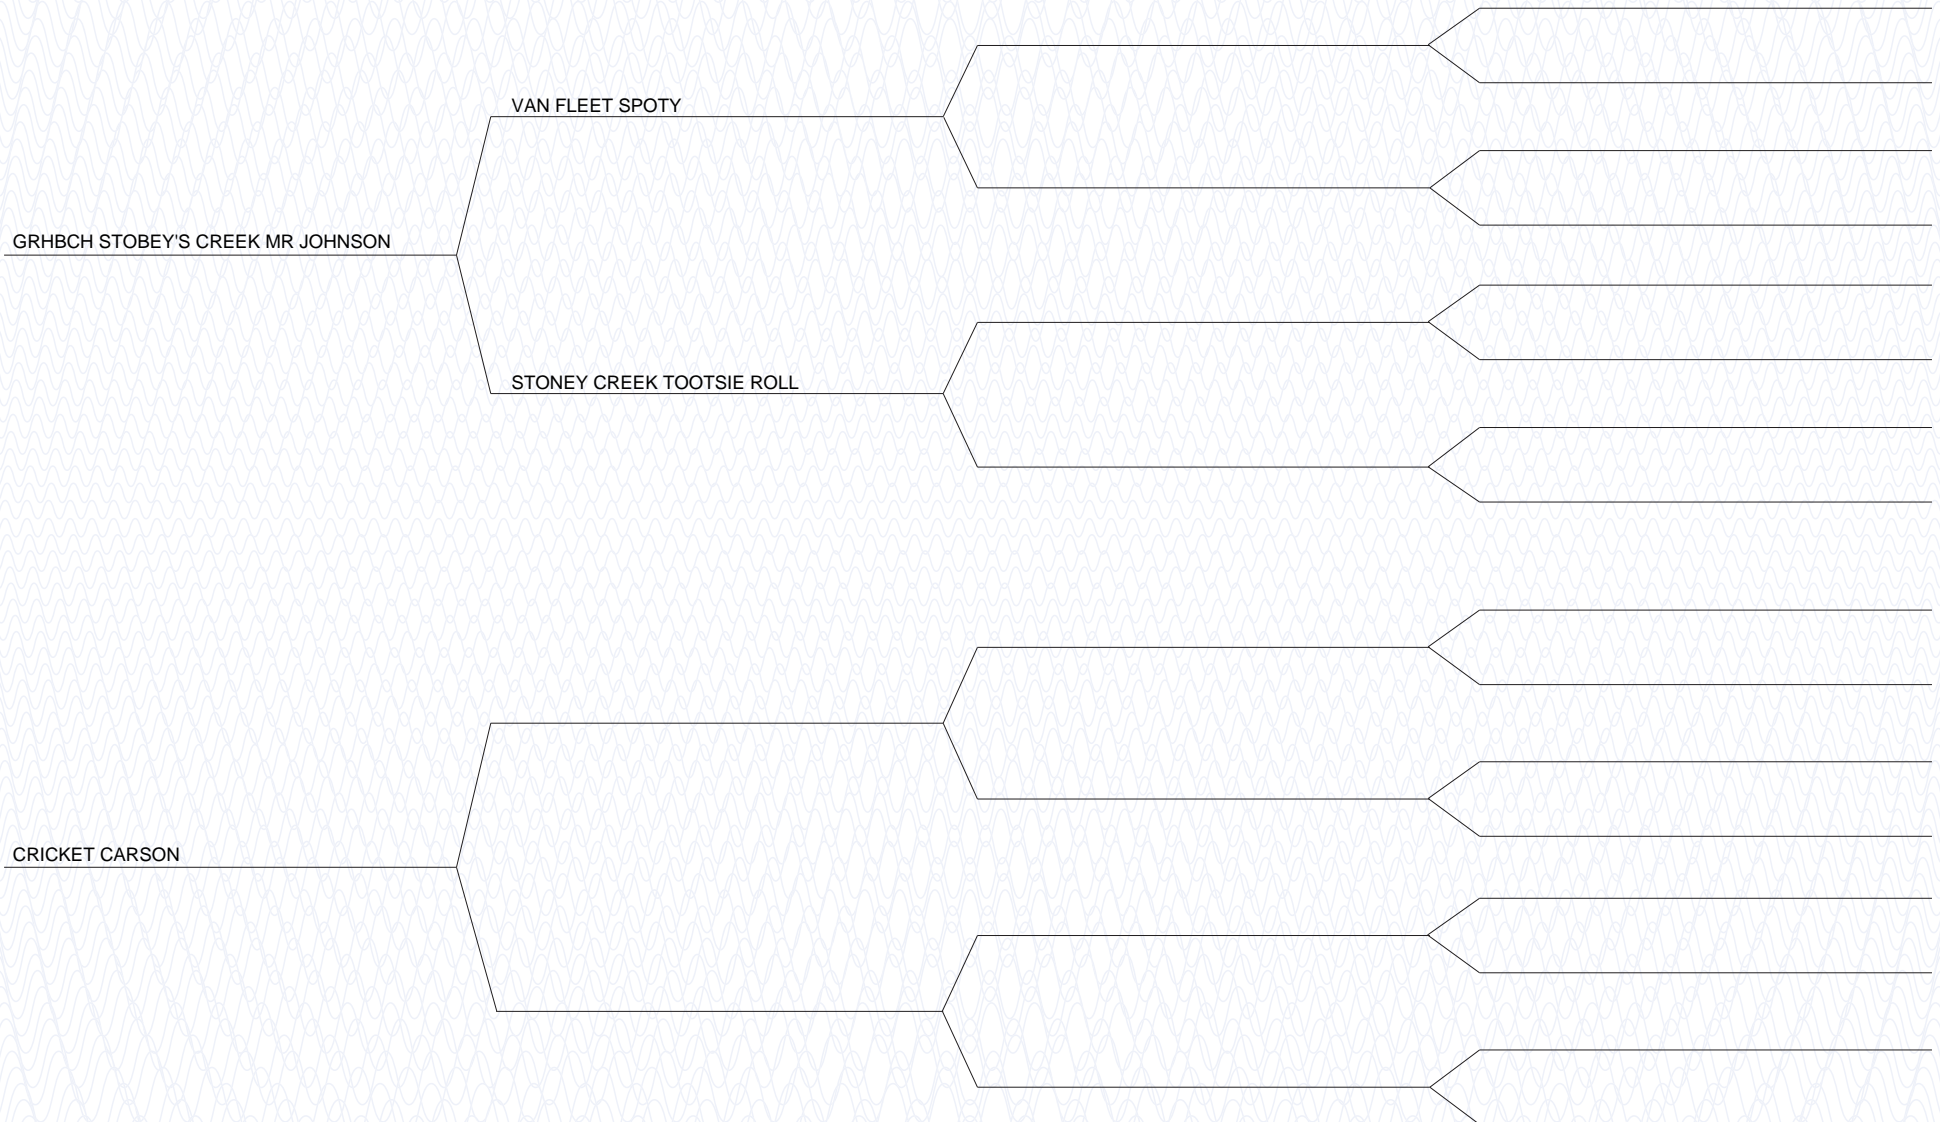 VAN FLEET SPOTY
GRHBCH STOBEY'S CREEK MR JOHNSON
STONEY CREEK TOOTSIE ROLL
CRICKET CARSON